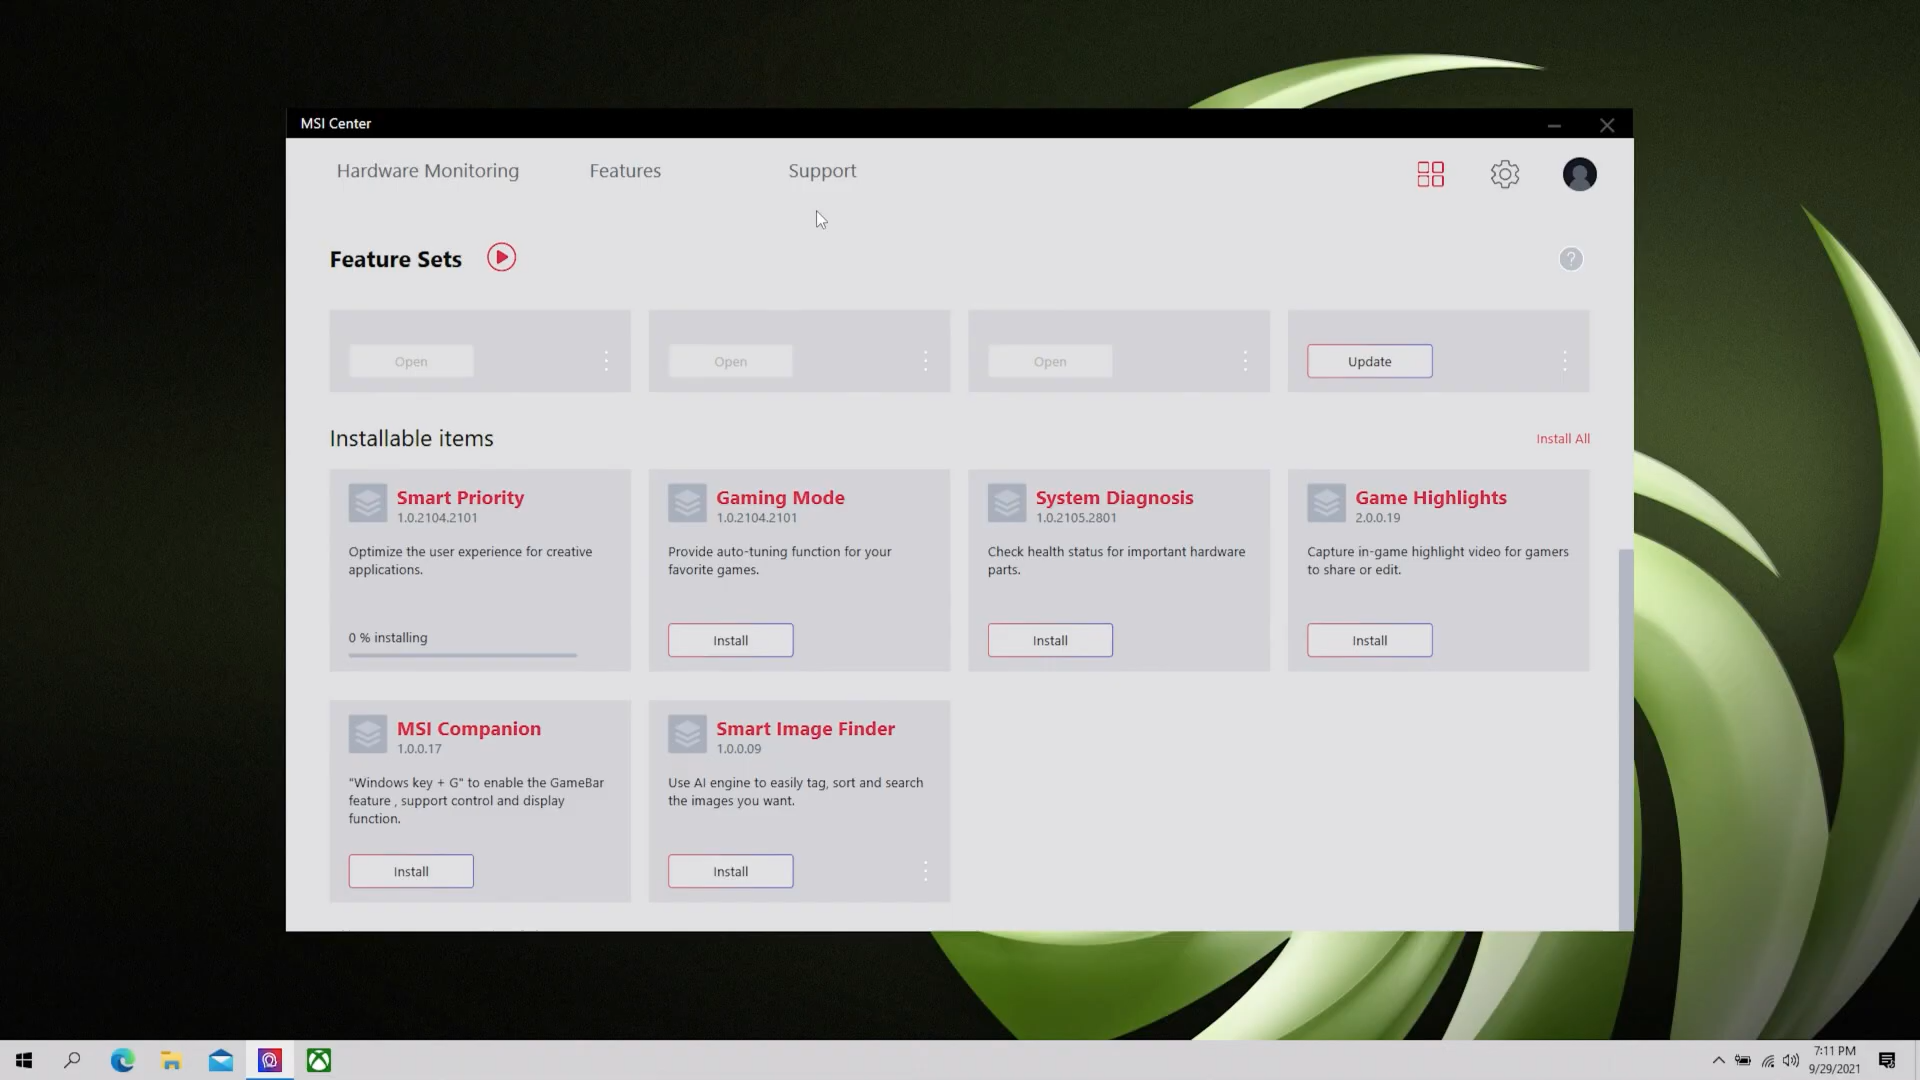 MSI Center
Hardware Monitoring
Features
Support
Feature Sets
?
Open
Open
Open
Update
Installable items
Install All
Smart Priority
1.0.2104.2101
Optimize the user experience for creative
applications.
0 % installing
Gaming Mode
1.0.2104.2101
Provide auto-tuning function for your
favorite games.
Install
System Diagnosis
1.0.2105.2801
Check health status for important hardware
parts.
Install
Game Highlights
2.0.0.19
Capture in-game highlight video for gamers
to share or edit.
Install
MSI Companion
1.0.0.17
"Windows key + G" to enable the GameBar
feature , support control and display
function.
Install
Smart Image Finder
1.0.0.09
Use AI engine to easily tag, sort and search
the images you want.
Install
7:11 PM
9/29/2021